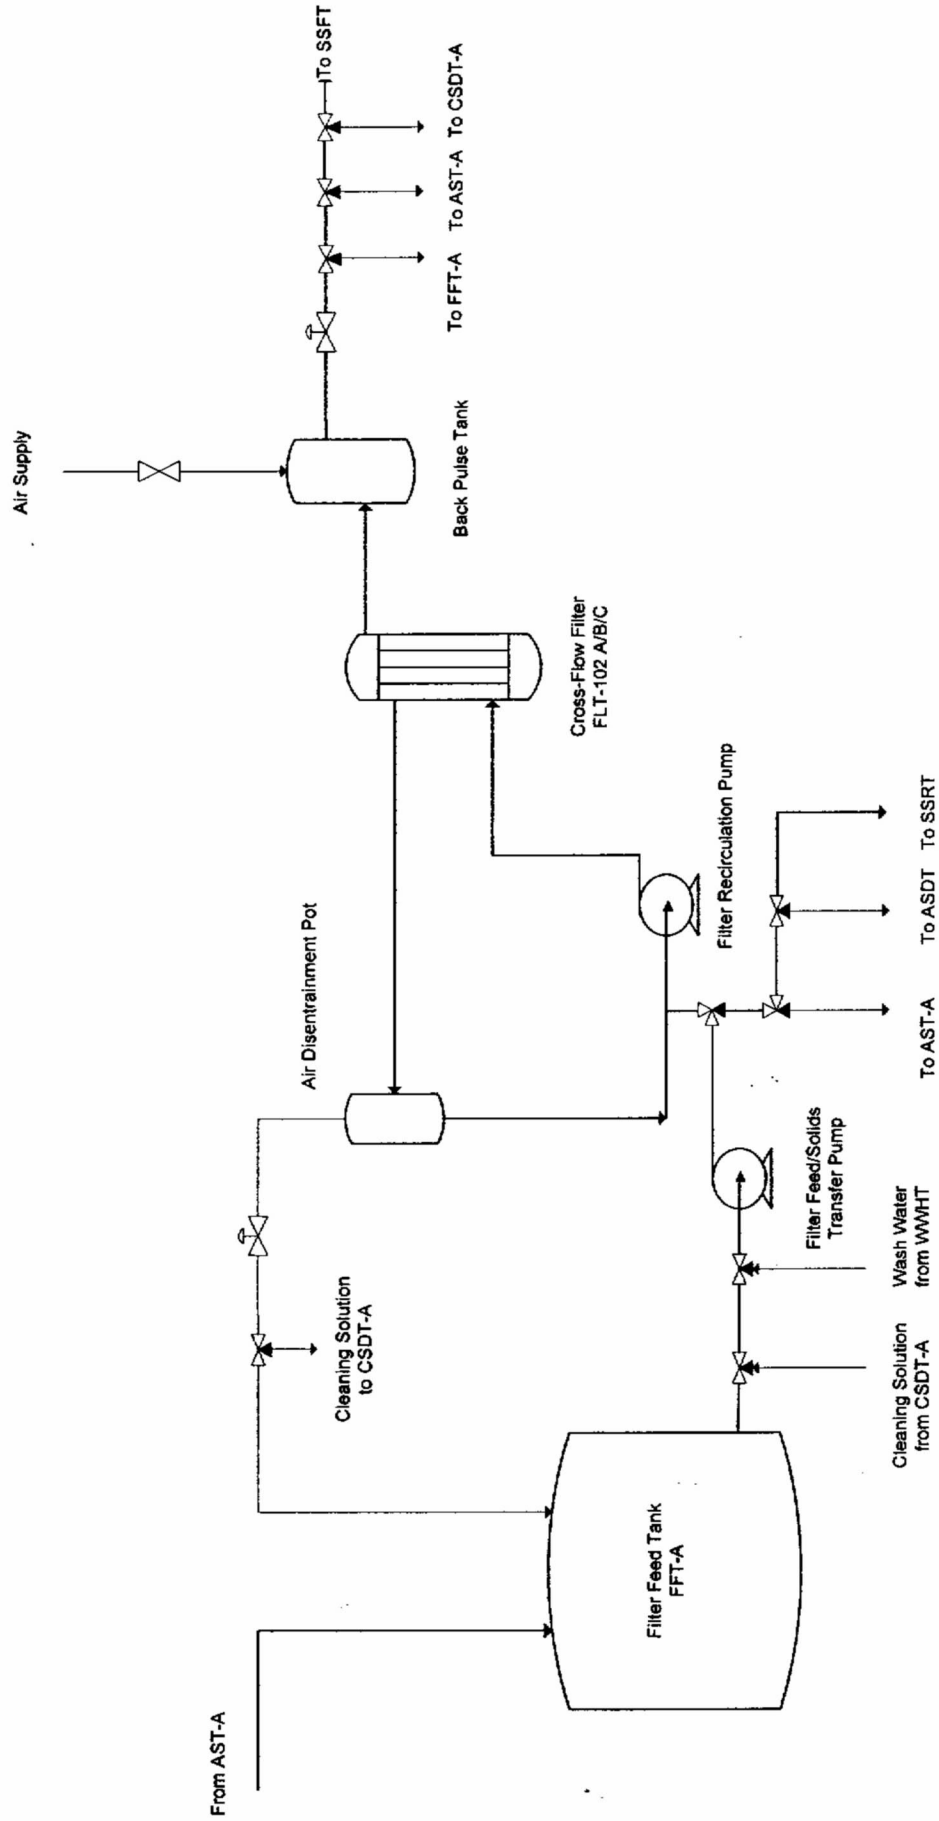 Air Supply
To SSFT
To FFT-A
To AST-A
To CSDT-A
Back Pulse Tank
Cross-Flow Filter
FLT-102 A/B/C
Air Disentrainment Pot
Filter Recirculation Pump
Cleaning Solution
to CSDT-A
From AST-A
Filter Feed Tank
FFT-A
Filter Feed/Solids
Transfer Pump
Cleaning Solution
from CSDT-A
Wash Water
from WWHT
To AST-A
To ASDT
To SSRT